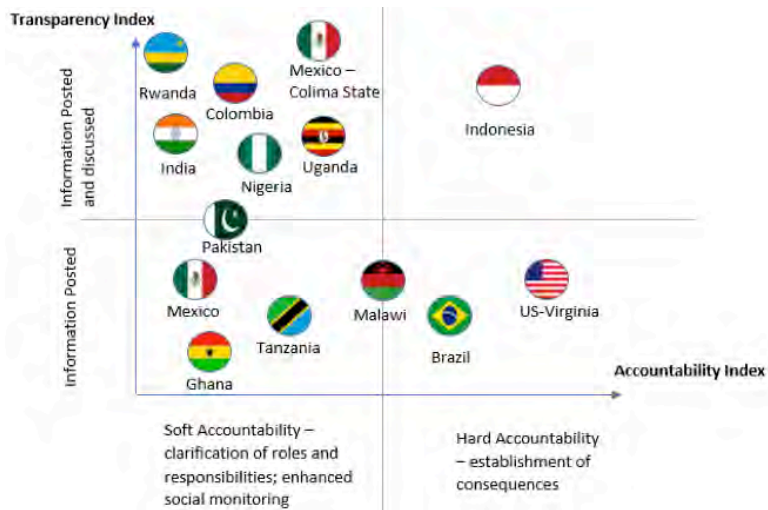 Transparency Index
Information Posted
and discussed
Rwanda
Colombia
Mexico –
Colima State
Indonesia
India
Nigeria
Uganda
Pakistan
Information Posted
Mexico
Tanzania
Malawi
US-Virginia
Brazil
Ghana
Accountability Index
Soft Accountability –
clarification of roles and
responsibilities; enhanced
social monitoring
Hard Accountability
– establishment of
consequences